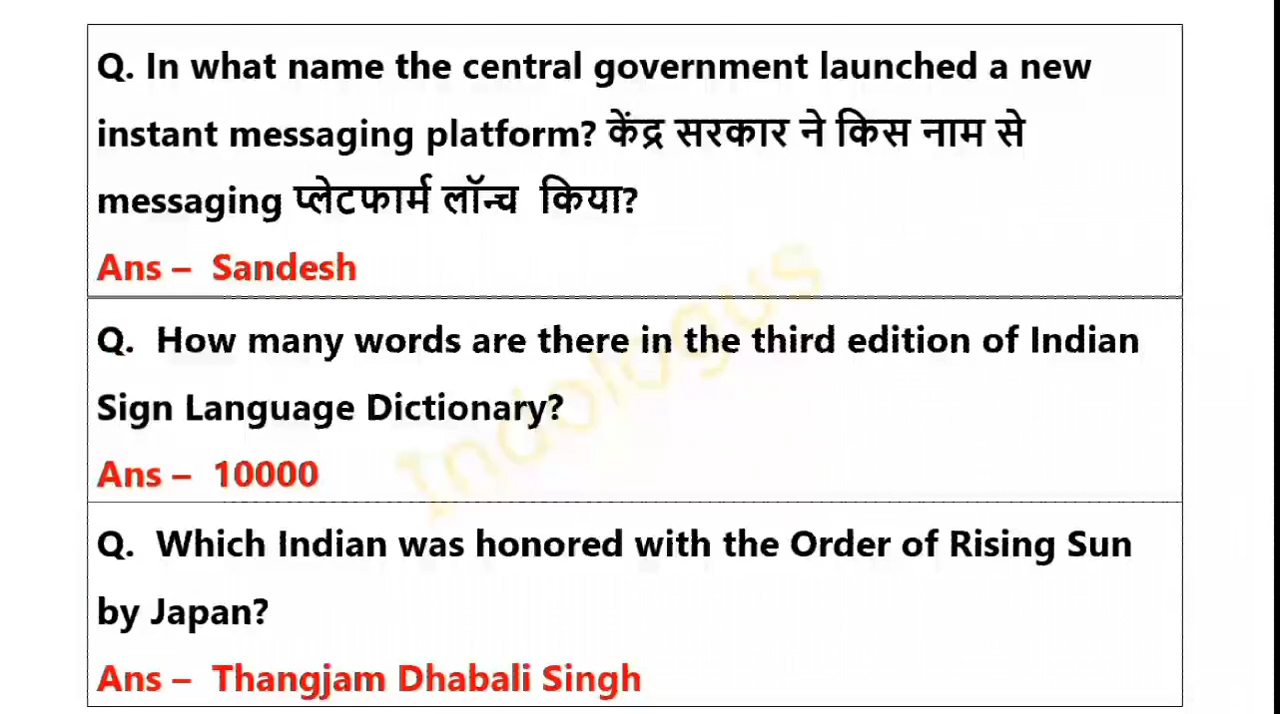 Q. In what name the central government launched a new
instant messaging platform? केंद्र सरकार ने किस नाम से
messaging प्लेटफार्म लॉन्च किया?
Ans – Sandesh
Q. How many words are there in the third edition of Indian
Sign Language Dictionary?
Ans – 10000
Q. Which Indian was honored with the Order of Rising Sun
by Japan?
Ans – Thangjam Dhabali Singh
Indologus